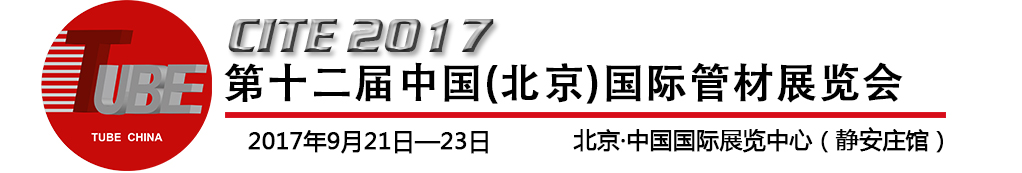 TUBE
TUBE CHINA
CITE 2017
第十二届中国(北京)国际管材展览会
2017年9月21日—23日
北京·中国国际展览中心（静安庄馆）